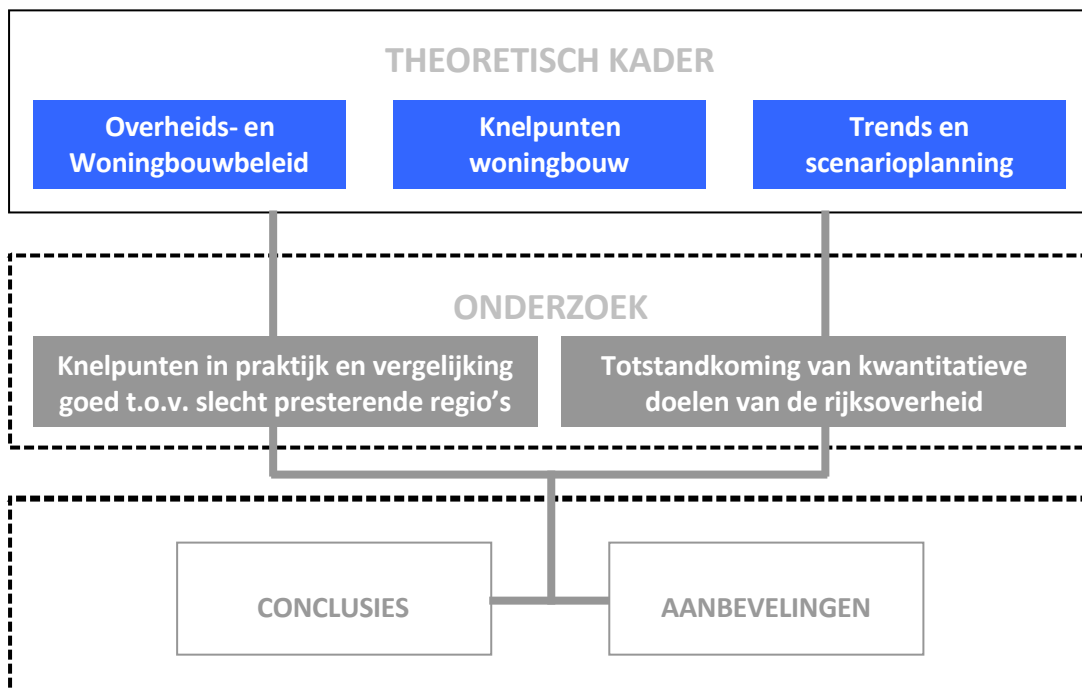 THEORETISCH KADER
Overheids- en
Woningbouwbeleid
Knelpunten
woningbouw
Trends en
scenarioplanning
ONDERZOEK
Knelpunten in praktijk en vergelijking
goed t.o.v. slecht presterende regio’s
Totstandkoming van kwantitatieve
doelen van de rijksoverheid
CONCLUSIES
AANBEVELINGEN